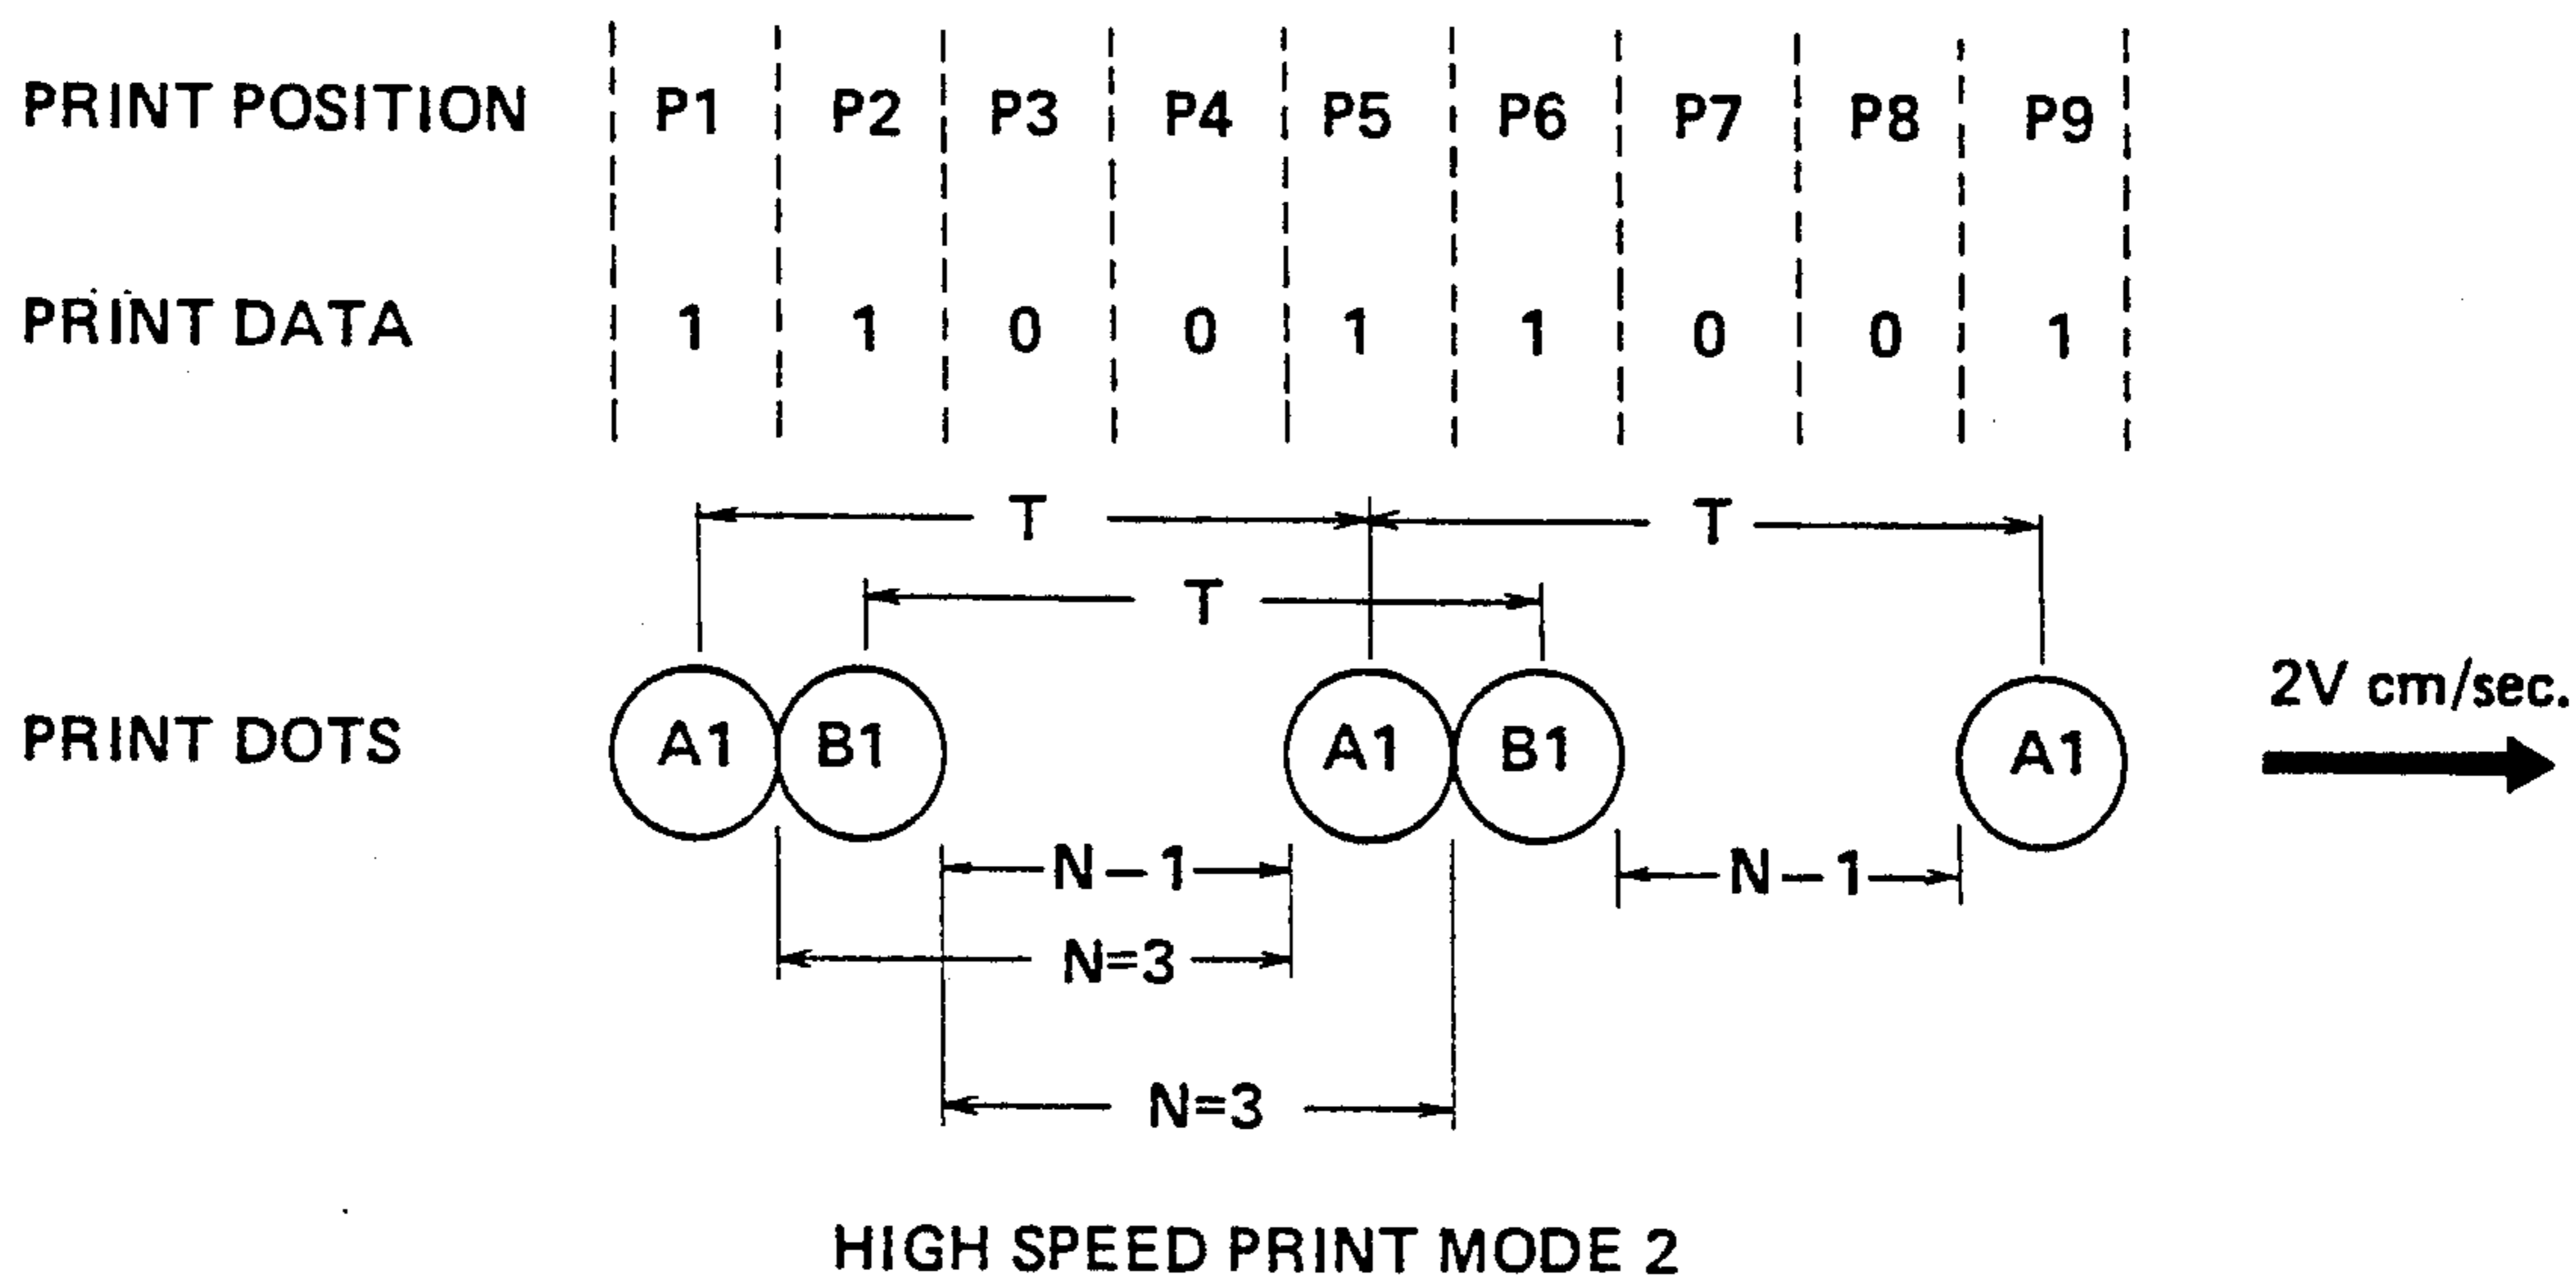 PRINT POSITION P1 P2 P3 P4 P5 P6 P7 P8 P9
PRINT DATA 1 1 0 0 1 1 0 0 1
T T
T
2V cm/sec.
PRINT DOTS A1 B1 A1 B1 A1
N−1 N−1
N=3
N=3
HIGH SPEED PRINT MODE 2